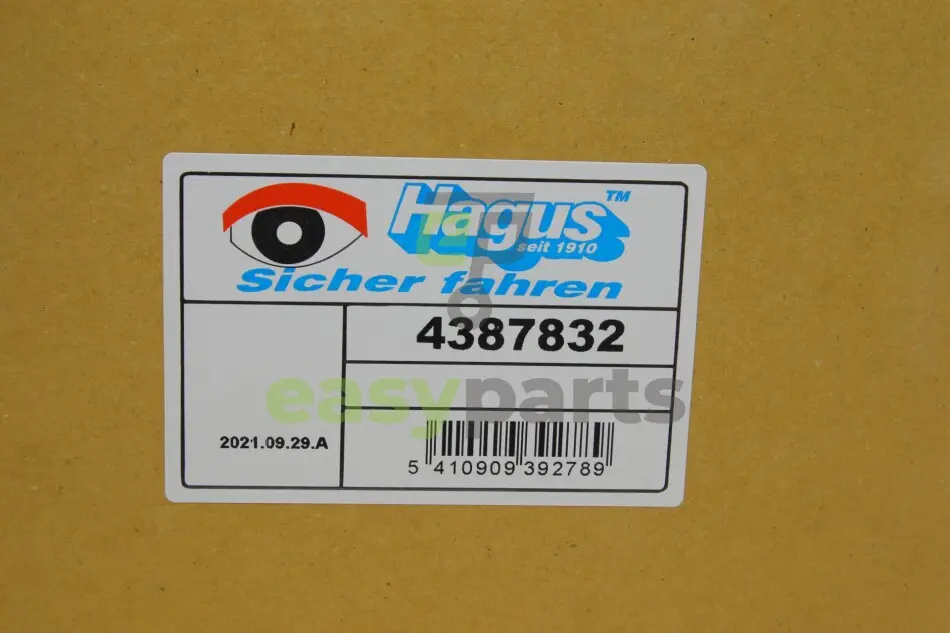 Hagus™
seit 1910
Sicher fahren
4387832
easyparts
2021.09.29.A
5 410909 392789